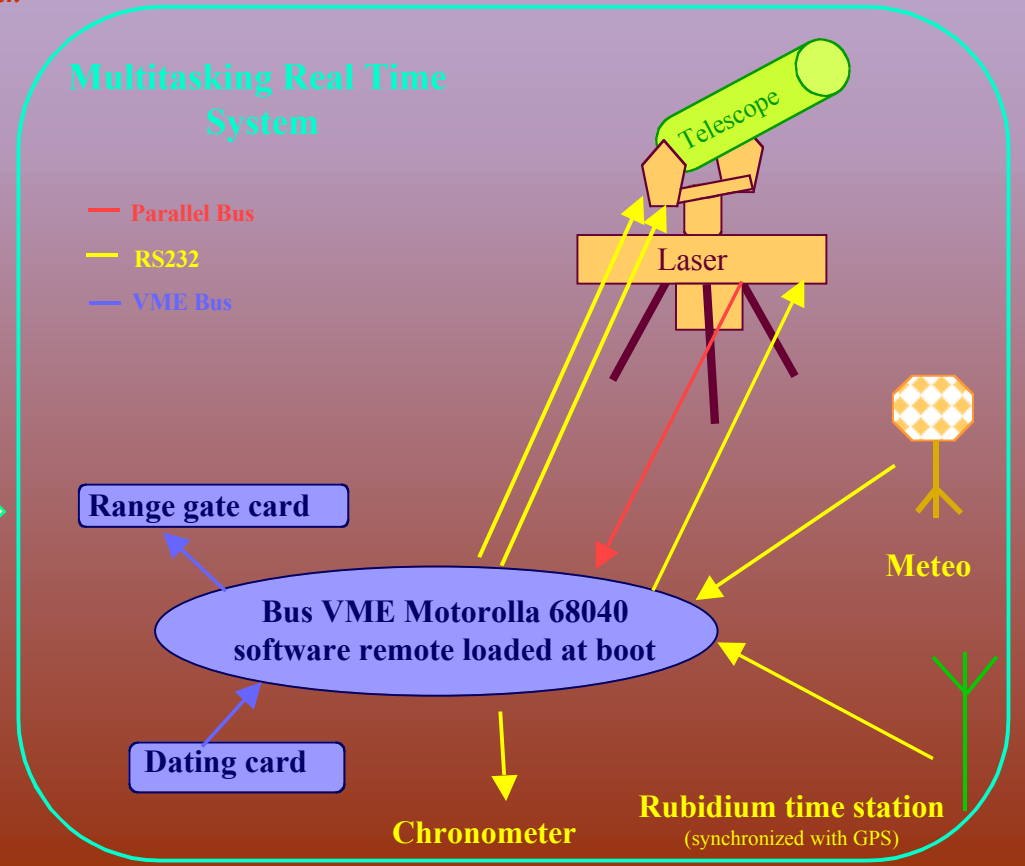 Multitasking Real Time
System
Parallel Bus
RS232
VME Bus
Telescope
Laser
Range gate card
Meteo
Bus VME Motorolla 68040
software remote loaded at boot
Dating card
Rubidium time station
(synchronized with GPS)
Chronometer